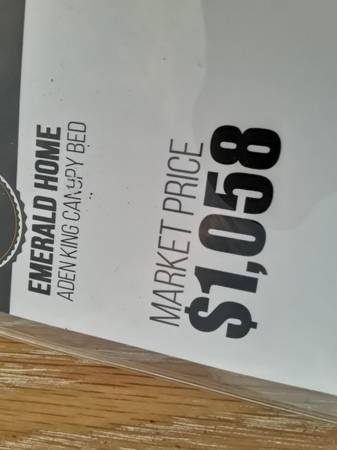 EMERALD HOME
ADEN KING CANOPY BED
MARKET PRICE
$1,058